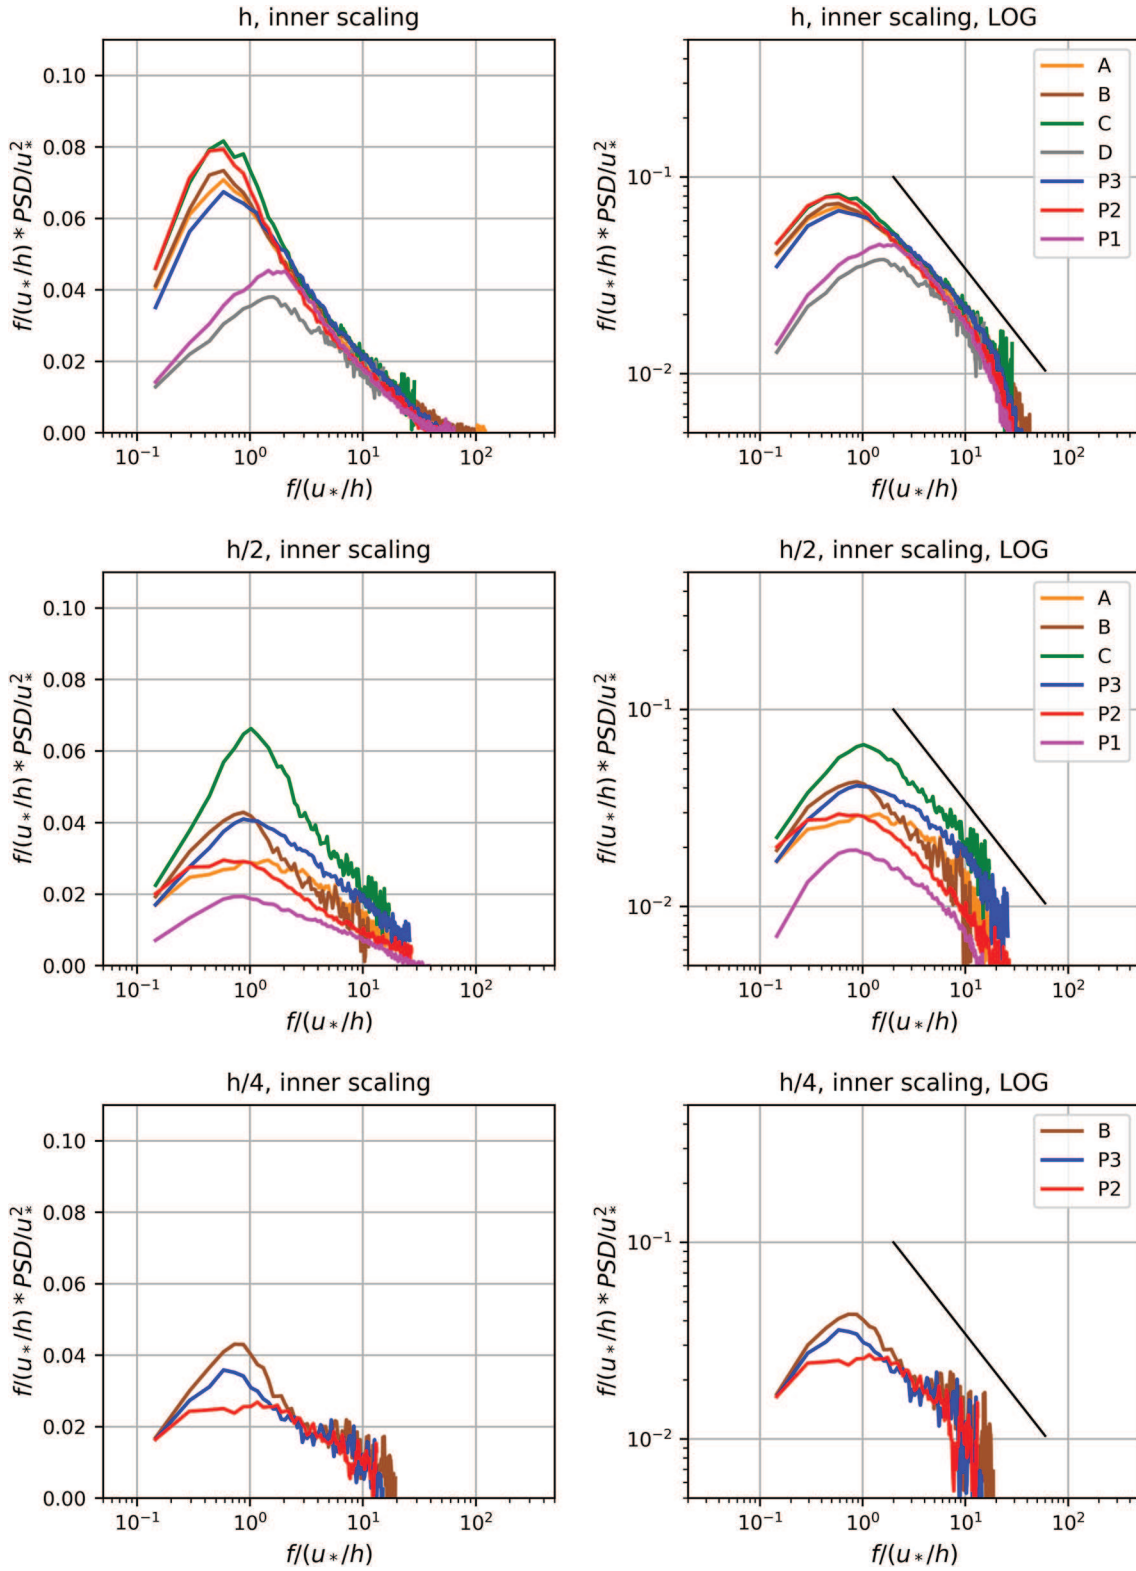 h, inner scaling
f/(u*/h) * PSD/u*²
0.10
0.08
0.06
0.04
0.02
0.00
10⁻¹ 10⁰ 10¹ 10²
f/(u*/h)
h, inner scaling, LOG
f/(u*/h) * PSD/u*²
10⁻¹
10⁻²
A
B
C
D
P3
P2
P1
10⁻¹ 10⁰ 10¹ 10²
f/(u*/h)
h/2, inner scaling
f/(u*/h) * PSD/u*²
0.10
0.08
0.06
0.04
0.02
0.00
10⁻¹ 10⁰ 10¹ 10²
f/(u*/h)
h/2, inner scaling, LOG
f/(u*/h) * PSD/u*²
10⁻¹
10⁻²
A
B
C
P3
P2
P1
10⁻¹ 10⁰ 10¹ 10²
f/(u*/h)
h/4, inner scaling
f/(u*/h) * PSD/u*²
0.10
0.08
0.06
0.04
0.02
0.00
10⁻¹ 10⁰ 10¹ 10²
f/(u*/h)
h/4, inner scaling, LOG
f/(u*/h) * PSD/u*²
10⁻¹
10⁻²
B
P3
P2
10⁻¹ 10⁰ 10¹ 10²
f/(u*/h)